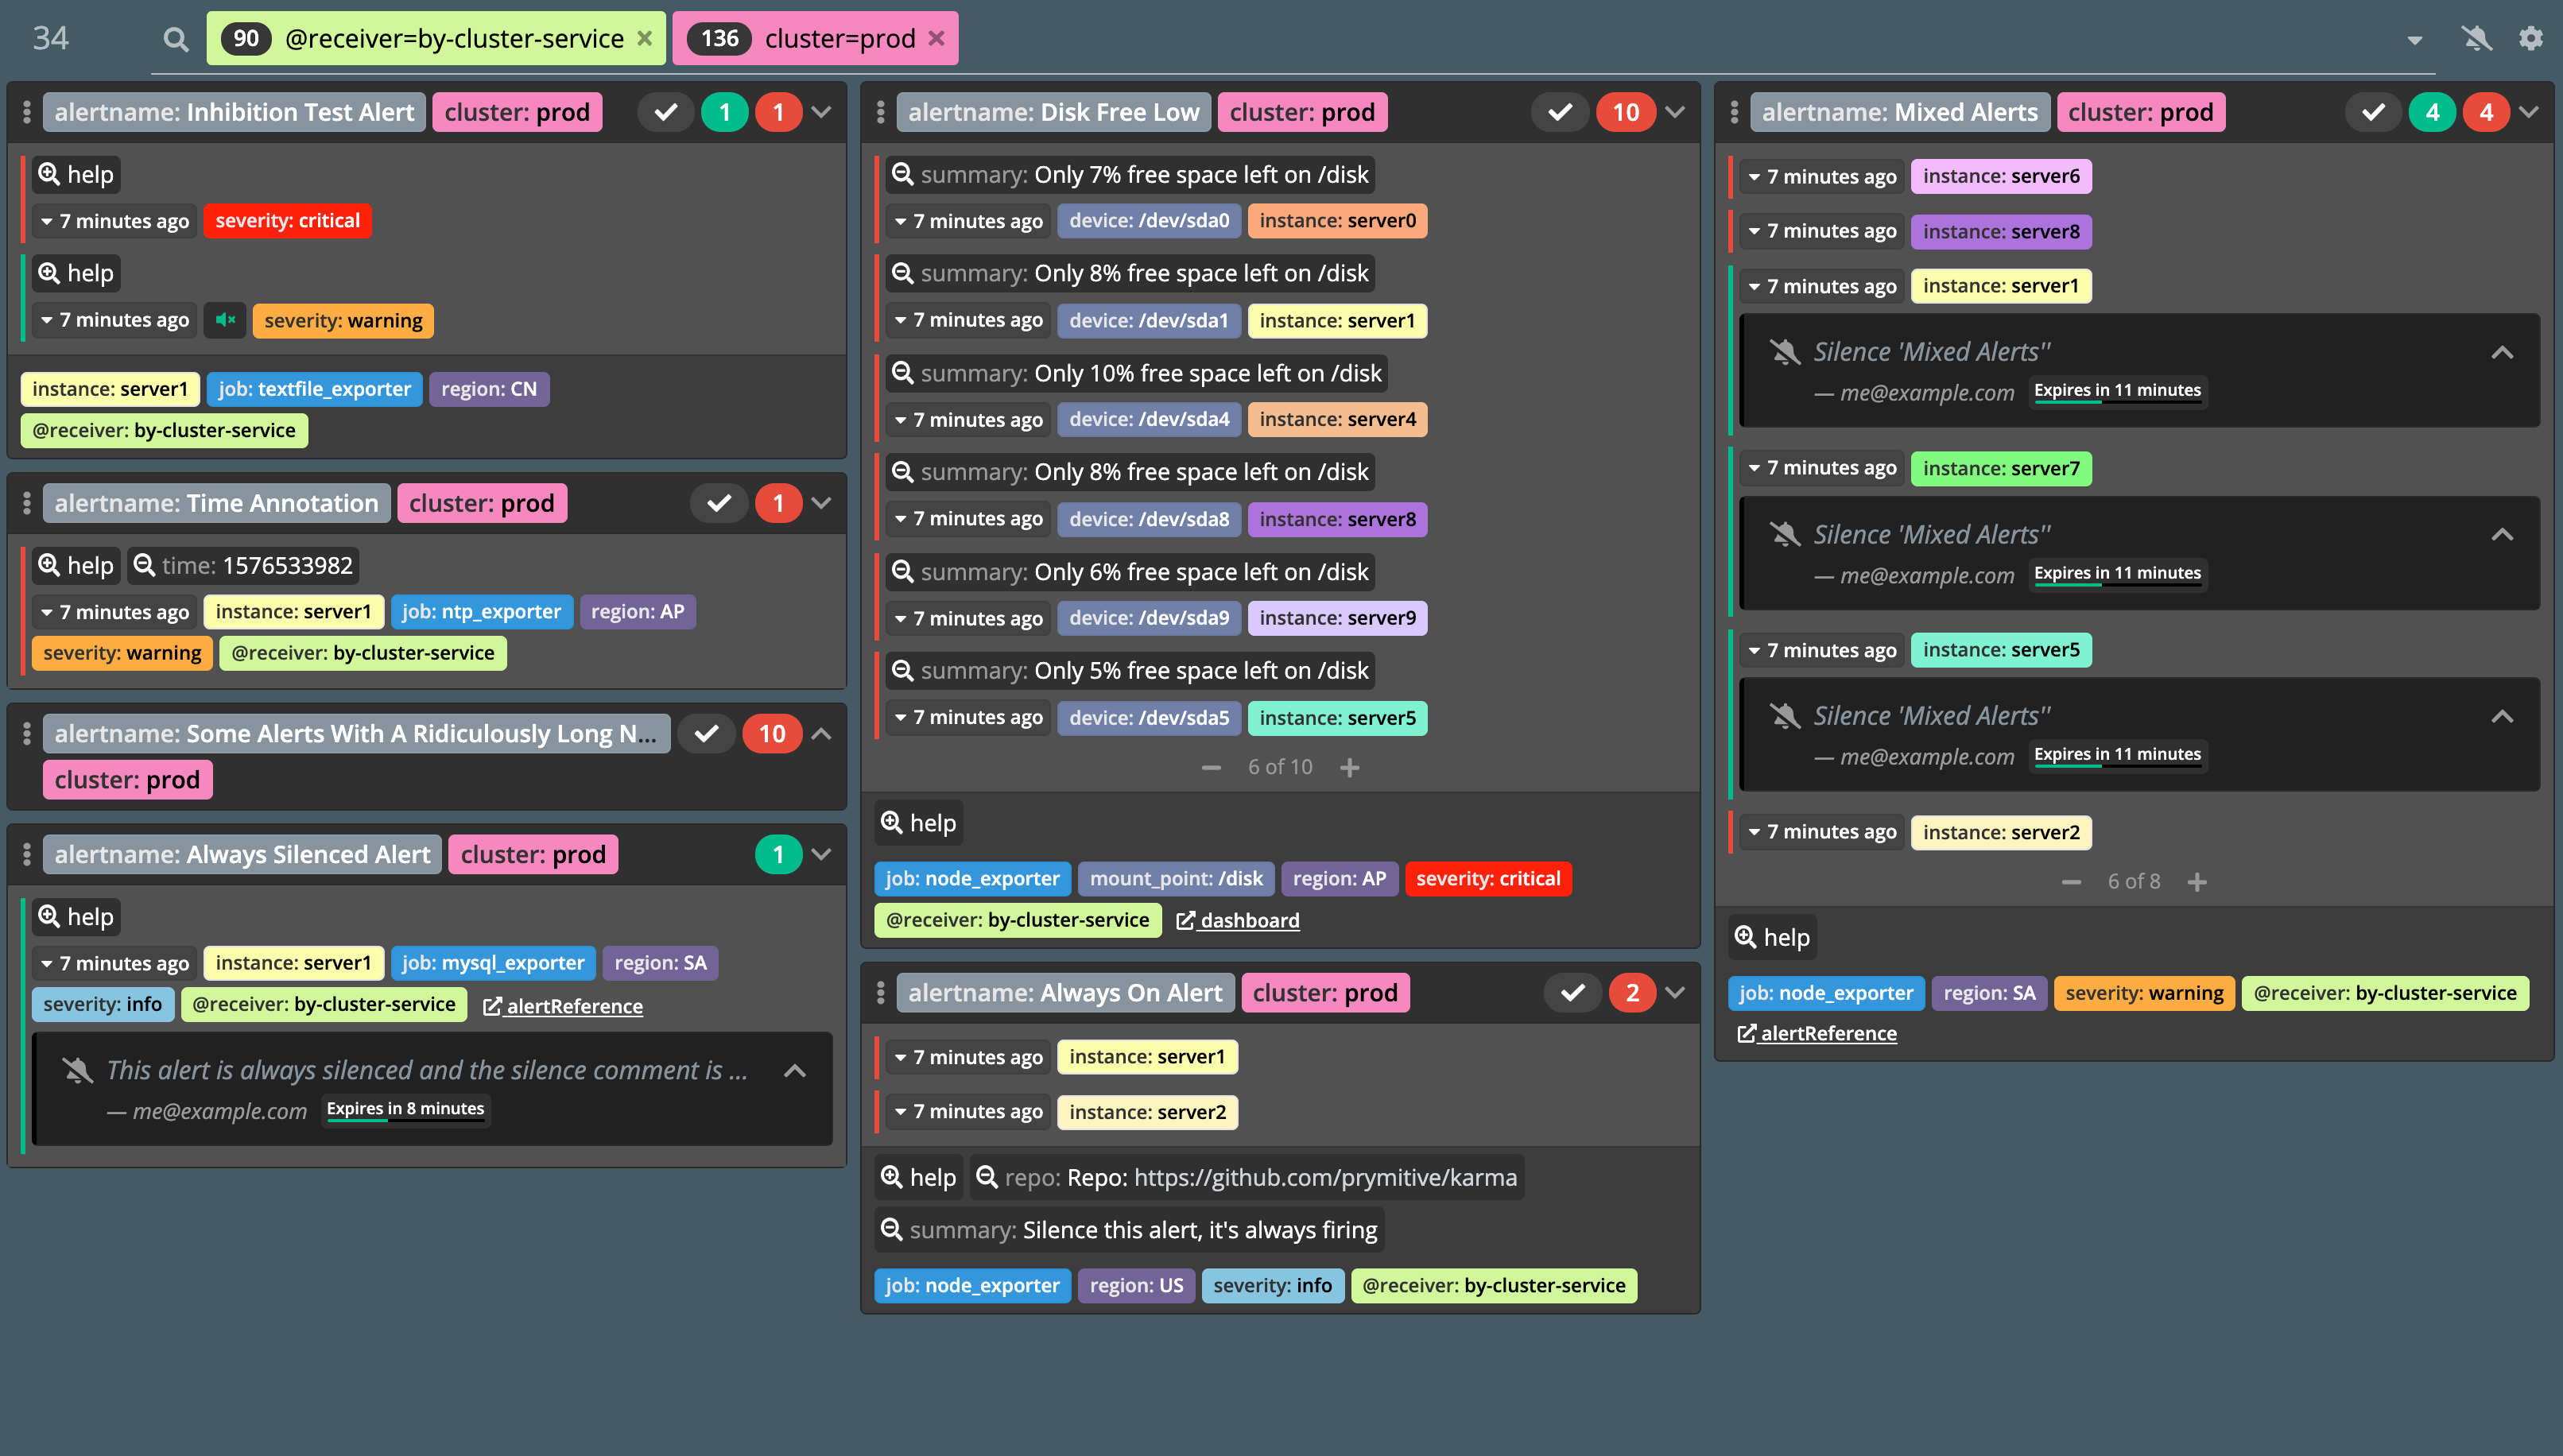 34
90 @receiver=by-cluster-service × 136 cluster=prod ×
alertname: Inhibition Test Alert cluster: prod 1 1
help
7 minutes ago severity: critical
help
7 minutes ago severity: warning
instance: server1 job: textfile_exporter region: CN
@receiver: by-cluster-service
alertname: Time Annotation cluster: prod 1
help time: 1576533982
7 minutes ago instance: server1 job: ntp_exporter region: AP
severity: warning @receiver: by-cluster-service
alertname: Some Alerts With A Ridiculously Long N... 10
cluster: prod
alertname: Always Silenced Alert cluster: prod 1
help
7 minutes ago instance: server1 job: mysql_exporter region: SA
severity: info @receiver: by-cluster-service alertReference
This alert is always silenced and the silence comment is ...
— me@example.com Expires in 8 minutes
alertname: Disk Free Low cluster: prod 10
summary: Only 7% free space left on /disk
7 minutes ago device: /dev/sda0 instance: server0
summary: Only 8% free space left on /disk
7 minutes ago device: /dev/sda1 instance: server1
summary: Only 10% free space left on /disk
7 minutes ago device: /dev/sda4 instance: server4
summary: Only 8% free space left on /disk
7 minutes ago device: /dev/sda8 instance: server8
summary: Only 6% free space left on /disk
7 minutes ago device: /dev/sda9 instance: server9
summary: Only 5% free space left on /disk
7 minutes ago device: /dev/sda5 instance: server5
6 of 10
help
job: node_exporter mount_point: /disk region: AP severity: critical
@receiver: by-cluster-service dashboard
alertname: Always On Alert cluster: prod 2
7 minutes ago instance: server1
7 minutes ago instance: server2
help repo: Repo: https://github.com/prymitive/karma
summary: Silence this alert, it's always firing
job: node_exporter region: US severity: info @receiver: by-cluster-service
alertname: Mixed Alerts cluster: prod 4 4
7 minutes ago instance: server6
7 minutes ago instance: server8
7 minutes ago instance: server1
Silence 'Mixed Alerts''
— me@example.com Expires in 11 minutes
7 minutes ago instance: server7
Silence 'Mixed Alerts''
— me@example.com Expires in 11 minutes
7 minutes ago instance: server5
Silence 'Mixed Alerts''
— me@example.com Expires in 11 minutes
7 minutes ago instance: server2
6 of 8
help
job: node_exporter region: SA severity: warning @receiver: by-cluster-service
alertReference